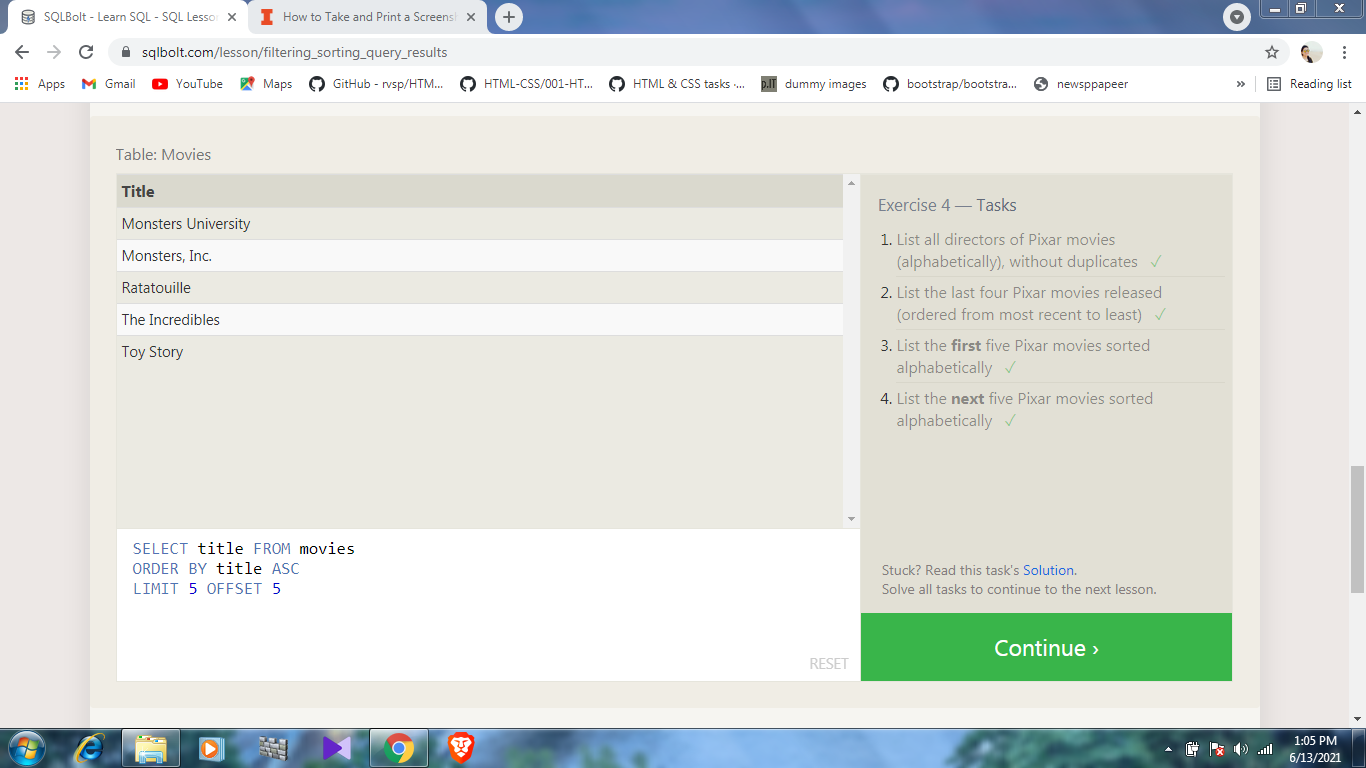 SQLBolt - Learn SQL - SQL Lesson
How to Take and Print a Screensh
sqlbolt.com/lesson/filtering_sorting_query_results
Apps
Gmail
YouTube
Maps
GitHub - rvsp/HTM...
HTML-CSS/001-HT...
HTML & CSS tasks ·...
p.IT
dummy images
bootstrap/bootstra...
newsppapeer
»
Reading list
Table: Movies
Title
Monsters University
Monsters, Inc.
Ratatouille
The Incredibles
Toy Story
SELECT title FROM movies
ORDER BY title ASC
LIMIT 5 OFFSET 5
RESET
Exercise 4 — Tasks
1. List all directors of Pixar movies
(alphabetically), without duplicates ✓
2. List the last four Pixar movies released
(ordered from most recent to least) ✓
3. List the first five Pixar movies sorted
alphabetically ✓
4. List the next five Pixar movies sorted
alphabetically ✓
Stuck? Read this task's Solution.
Solve all tasks to continue to the next lesson.
Continue ›
1:05 PM
6/13/2021